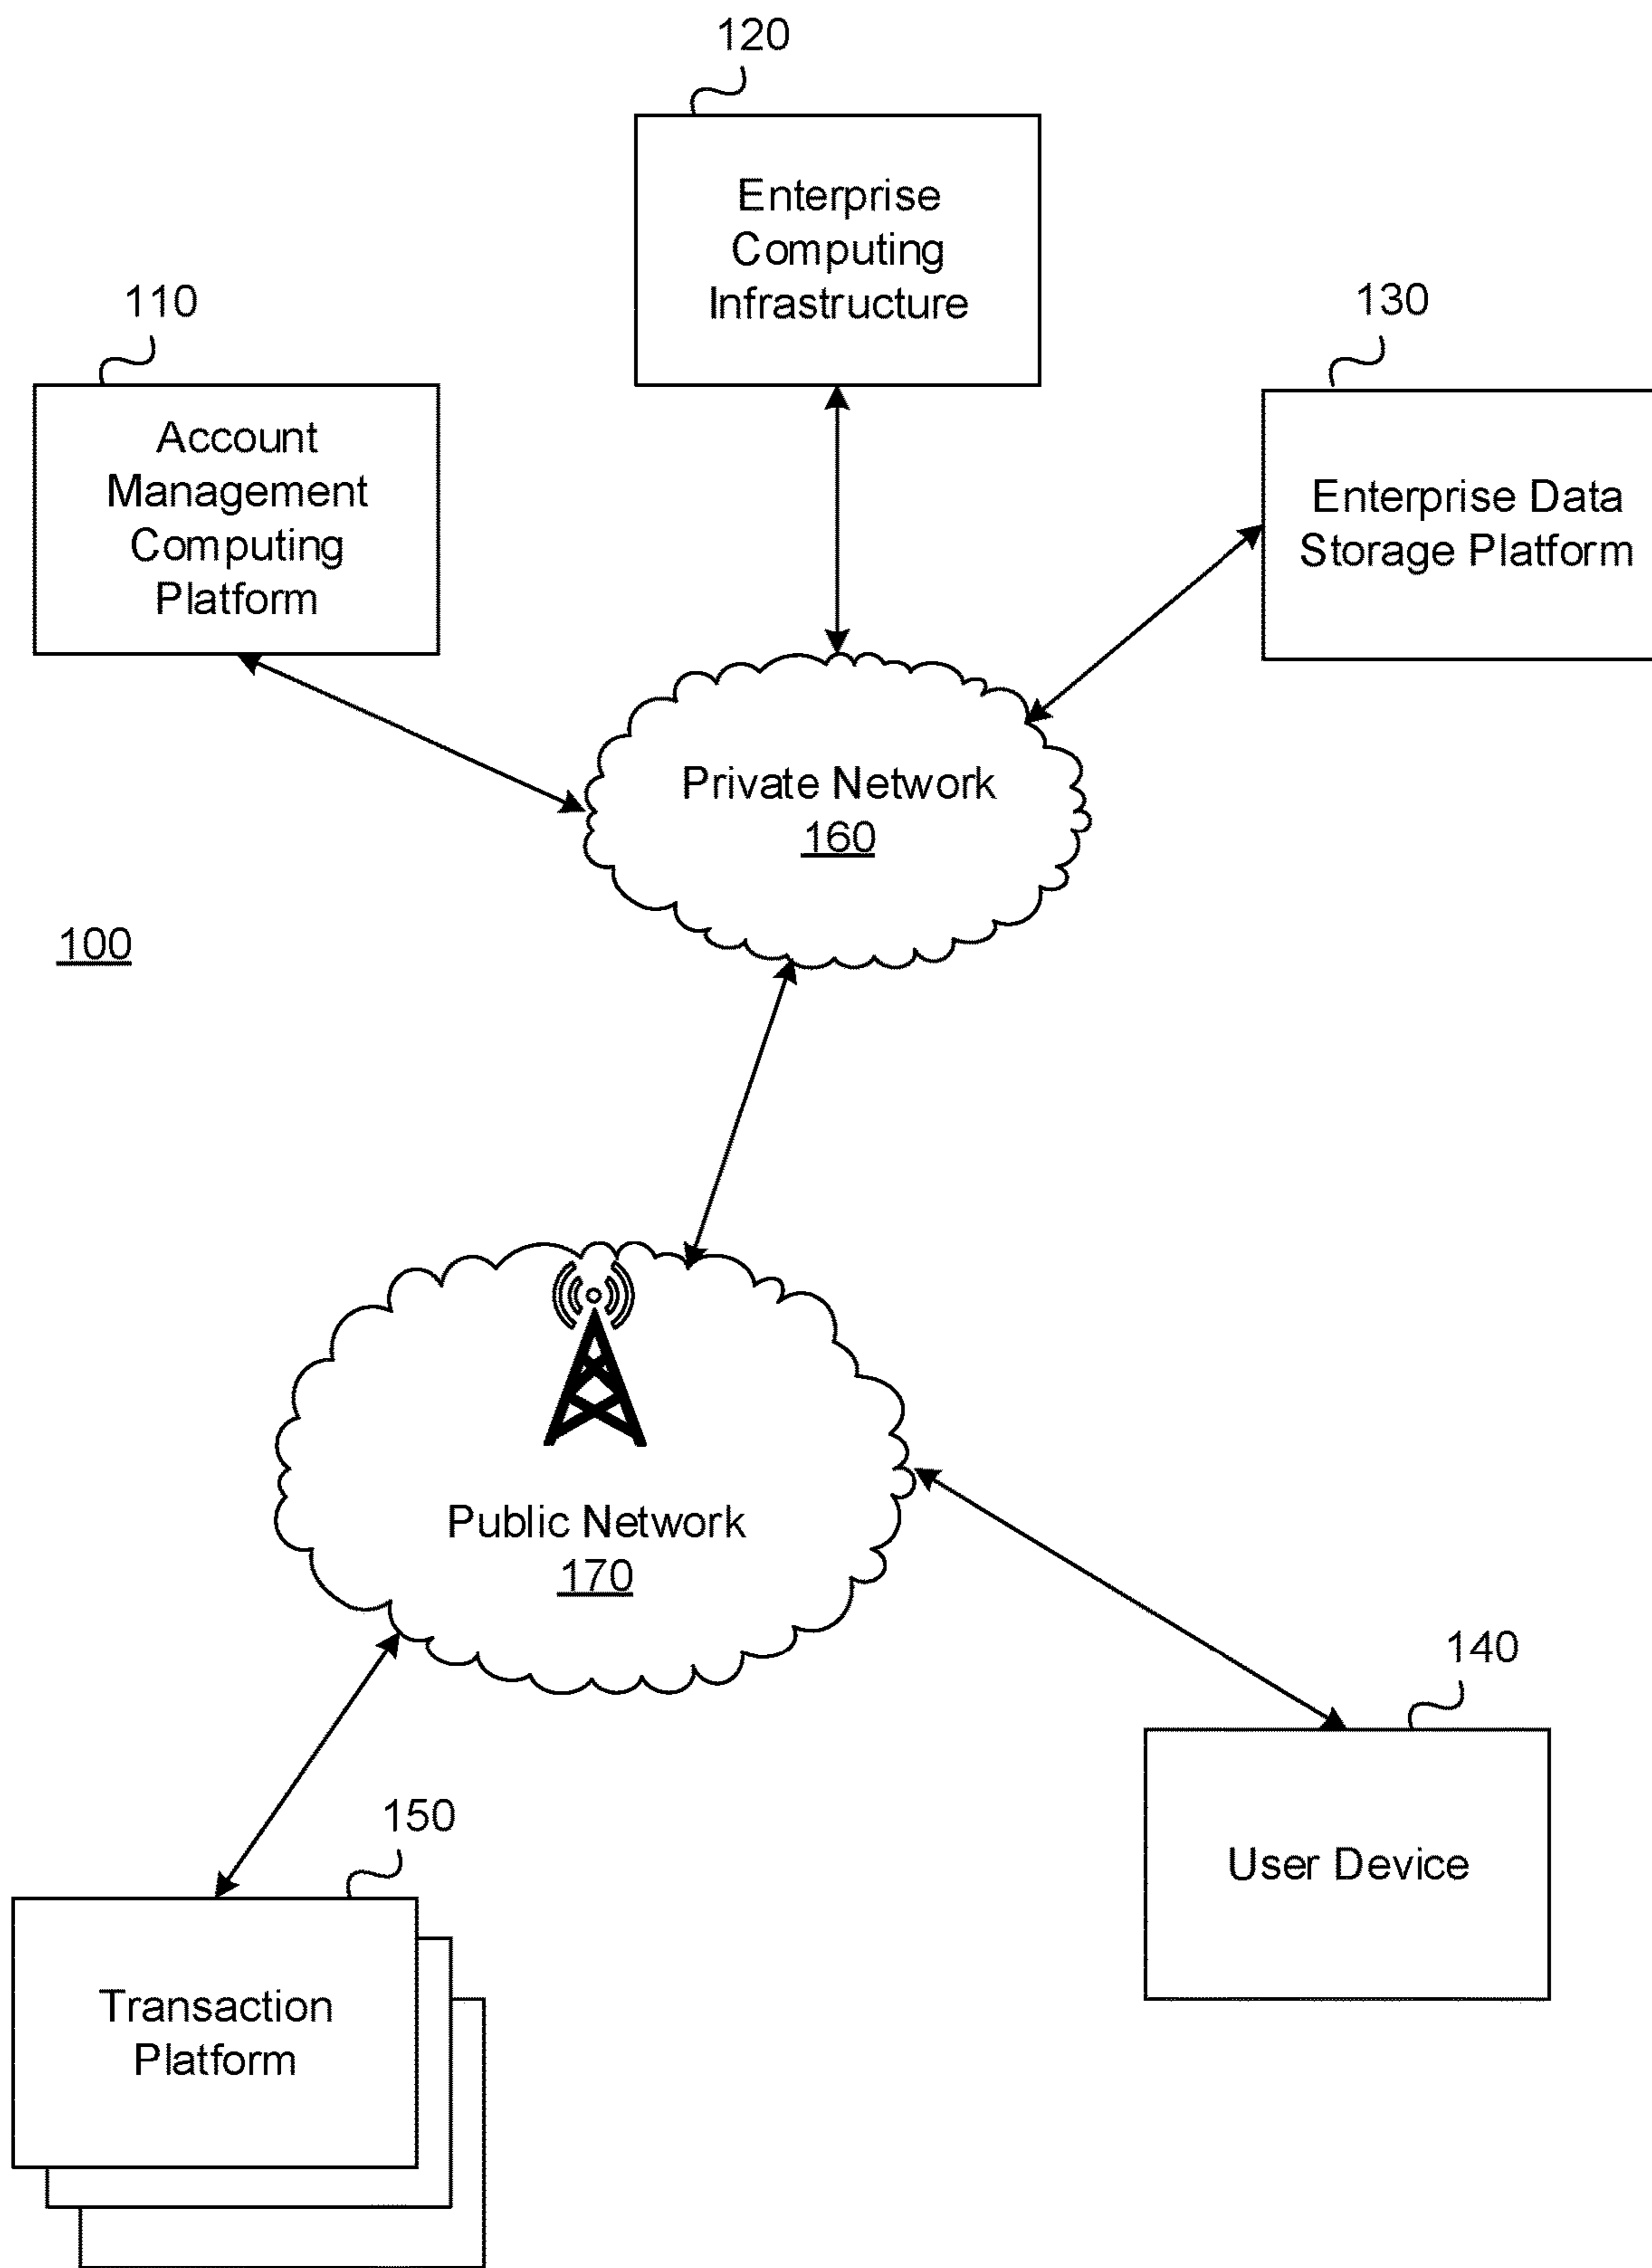 120
Enterprise
Computing
Infrastructure
110
Account
Management
Computing
Platform
130
Enterprise Data
Storage Platform
Private Network
160
100
Public Network
170
140
User Device
150
Transaction
Platform